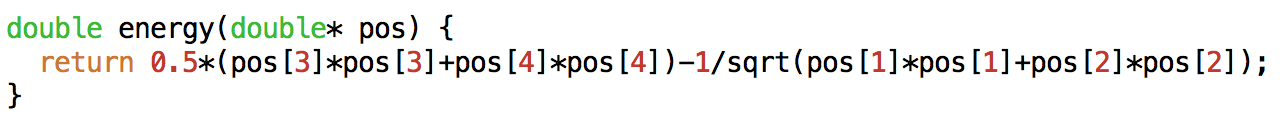 double energy(double* pos) {
  return 0.5*(pos[3]*pos[3]+pos[4]*pos[4])-1/sqrt(pos[1]*pos[1]+pos[2]*pos[2]);
}